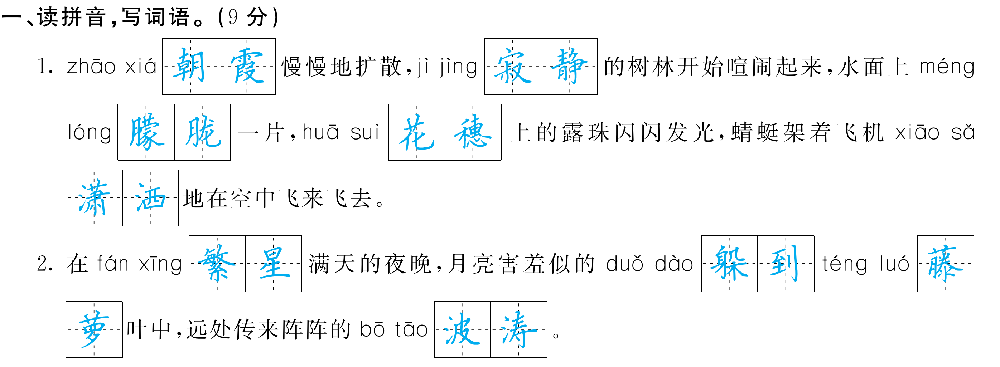 一、读拼音,写词语。(9 分)
1. zhāo xiá 朝霞 慢慢地扩散,jì jìng 寂静 的树林开始喧闹起来,水面上 méng
lóng 朦胧 一片,huā suì 花穗 上的露珠闪闪发光,蜻蜓架着飞机 xiāo sǎ
潇洒 地在空中飞来飞去。
2. 在 fán xīng 繁星 满天的夜晚,月亮害羞似的 duǒ dào 躲到 téng luó 藤
萝 叶中,远处传来阵阵的 bō tāo 波涛 。